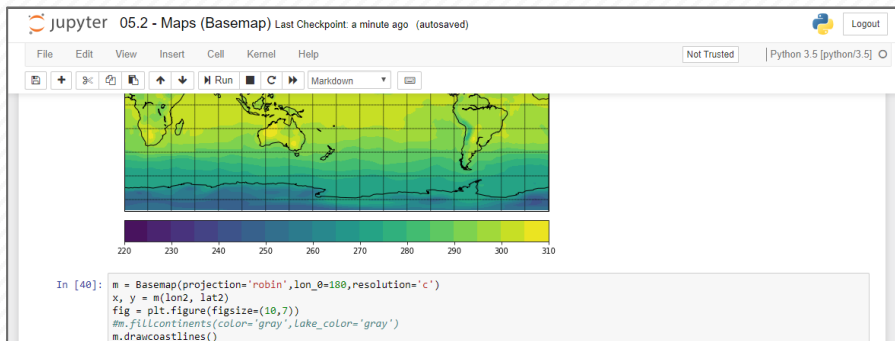 jupyter 05.2 - Maps (Basemap) Last Checkpoint: a minute ago (autosaved)
Logout
File Edit View Insert Cell Kernel Help
Not Trusted Python 3.5 [python/3.5]
Run Markdown
220 230 240 250 260 270 280 290 300 310
In [40]: m = Basemap(projection='robin',lon_0=180,resolution='c')
x, y = m(lon2, lat2)
fig = plt.figure(figsize=(10,7))
#m.fillcontinents(color='gray',lake_color='gray')
m.drawcoastlines()